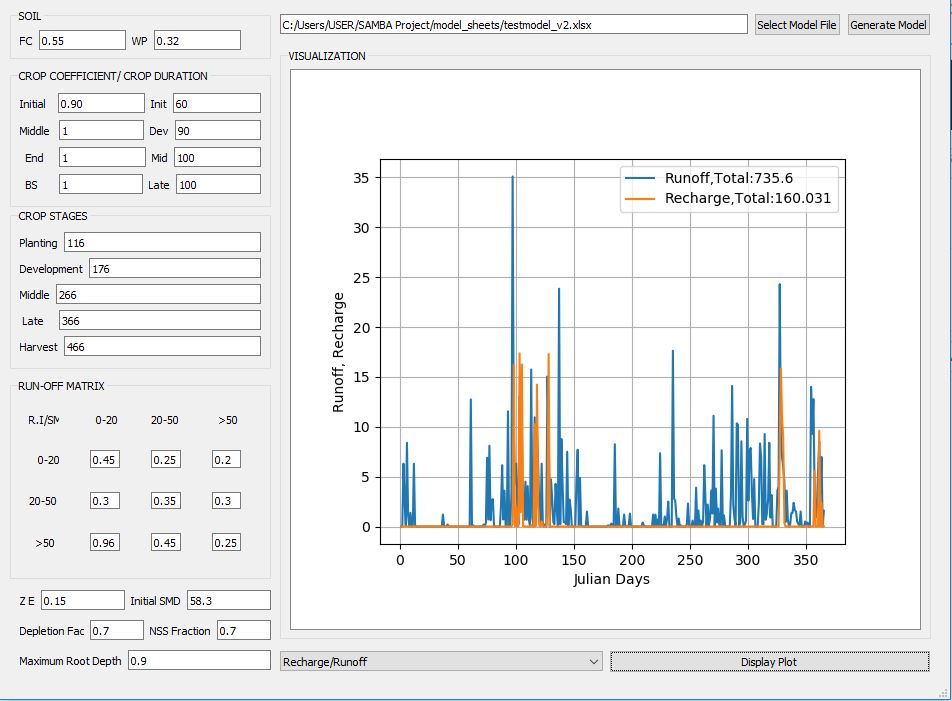 SOIL
FC 0.55 WP 0.32
CROP COEFFICIENT/ CROP DURATION
Initial 0.90 Init 60
Middle 1 Dev 90
End 1 Mid 100
BS 1 Late 100
CROP STAGES
Planting 116
Development 176
Middle 266
Late 366
Harvest 466
RUN-OFF MATRIX
R.I/SM 0-20 20-50 >50
0-20 0.45 0.25 0.2
20-50 0.3 0.35 0.3
>50 0.96 0.45 0.25
Z E 0.15 Initial SMD 58.3
Depletion Fac 0.7 NSS Fraction 0.7
Maximum Root Depth 0.9
C:/Users/USER/SAMBA Project/model_sheets/testmodel_v2.xlsx Select Model File Generate Model
VISUALIZATION
Runoff,Total:735.6
Recharge,Total:160.031
35
30
25
20
15
10
5
0
Runoff, Recharge
0 50 100 150 200 250 300 350
Julian Days
Recharge/Runoff Display Plot